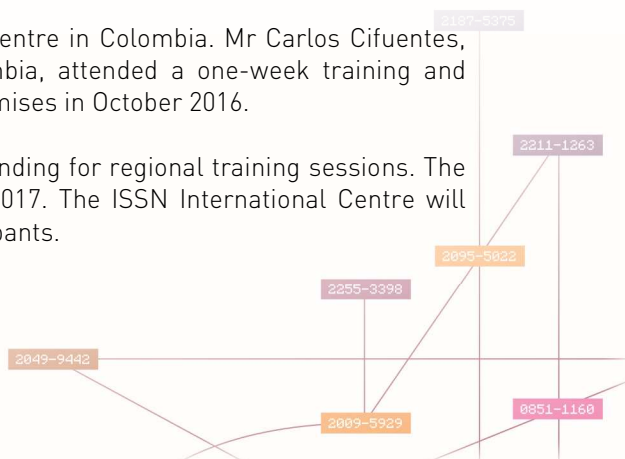 2187-5375
entre in Colombia. Mr Carlos Cifuentes,
nbia, attended a one-week training and
mises in October 2016.
2211-1263
nding for regional training sessions. The
017. The ISSN International Centre will
pants.
2095-5022
2255-3398
2049-9442
0851-1160
2009-5929